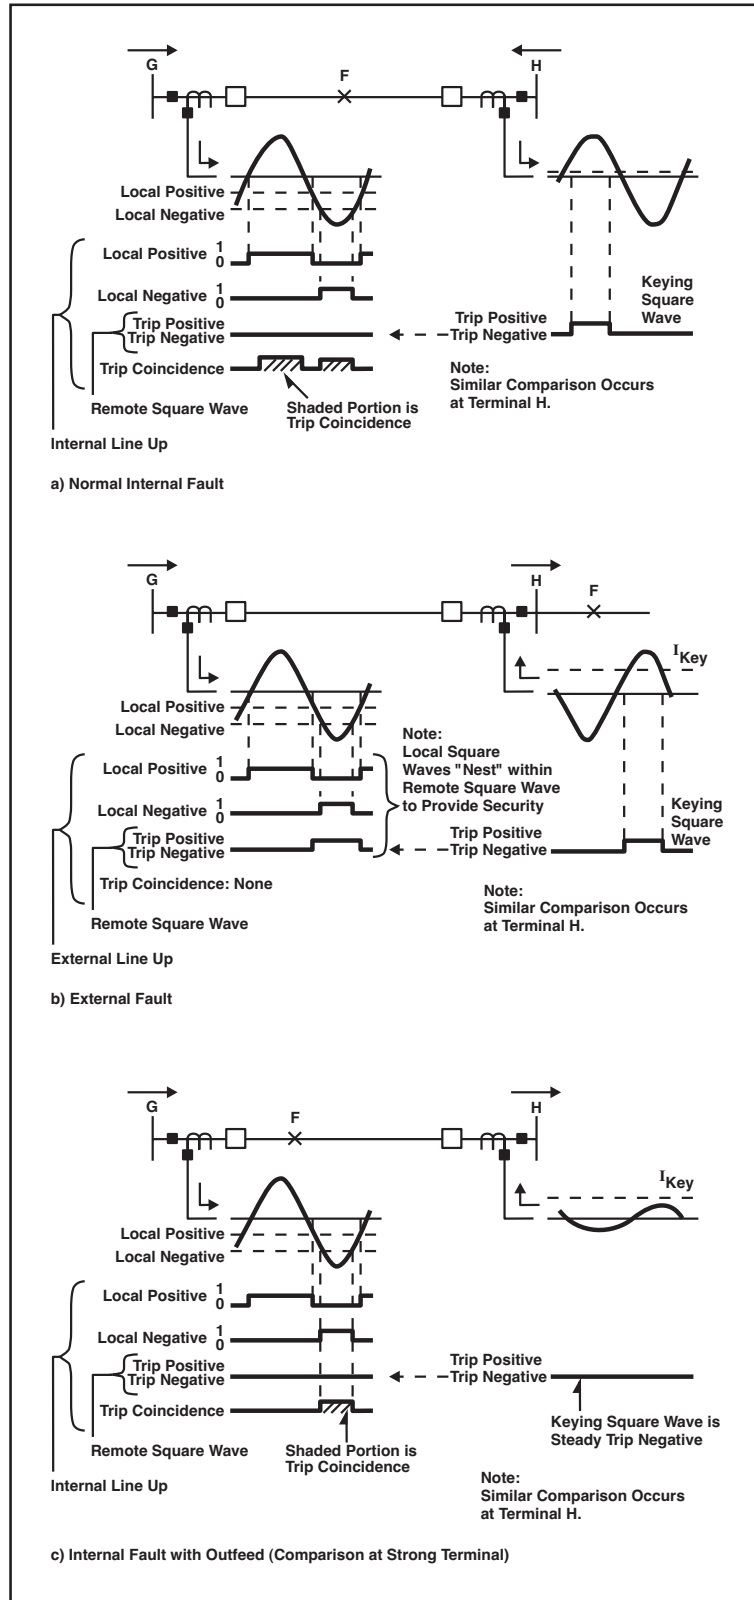 G
F
H
Local Positive
Local Negative
Local Positive 1
0
Local Negative 1
0
Trip Positive
Trip Negative
Trip Coincidence
Remote Square Wave
Internal Line Up
Shaded Portion is
Trip Coincidence
Trip Positive
Trip Negative
Keying
Square
Wave
Note:
Similar Comparison Occurs
at Terminal H.
a) Normal Internal Fault
G
H
F
I Key
Local Positive
Local Negative
Local Positive 1
0
Local Negative 1
0
Trip Positive
Trip Negative
Trip Coincidence: None
Remote Square Wave
External Line Up
Note:
Local Square
Waves "Nest" within
Remote Square Wave
to Provide Security
Trip Positive
Trip Negative
Keying
Square
Wave
Note:
Similar Comparison Occurs
at Terminal H.
b) External Fault
G
F
H
I Key
Local Positive
Local Negative
Local Positive 1
0
Local Negative 1
0
Trip Positive
Trip Negative
Trip Coincidence
Remote Square Wave
Internal Line Up
Shaded Portion is
Trip Coincidence
Trip Positive
Trip Negative
Keying Square Wave is
Steady Trip Negative
Note:
Similar Comparison Occurs
at Terminal H.
c) Internal Fault with Outfeed (Comparison at Strong Terminal)